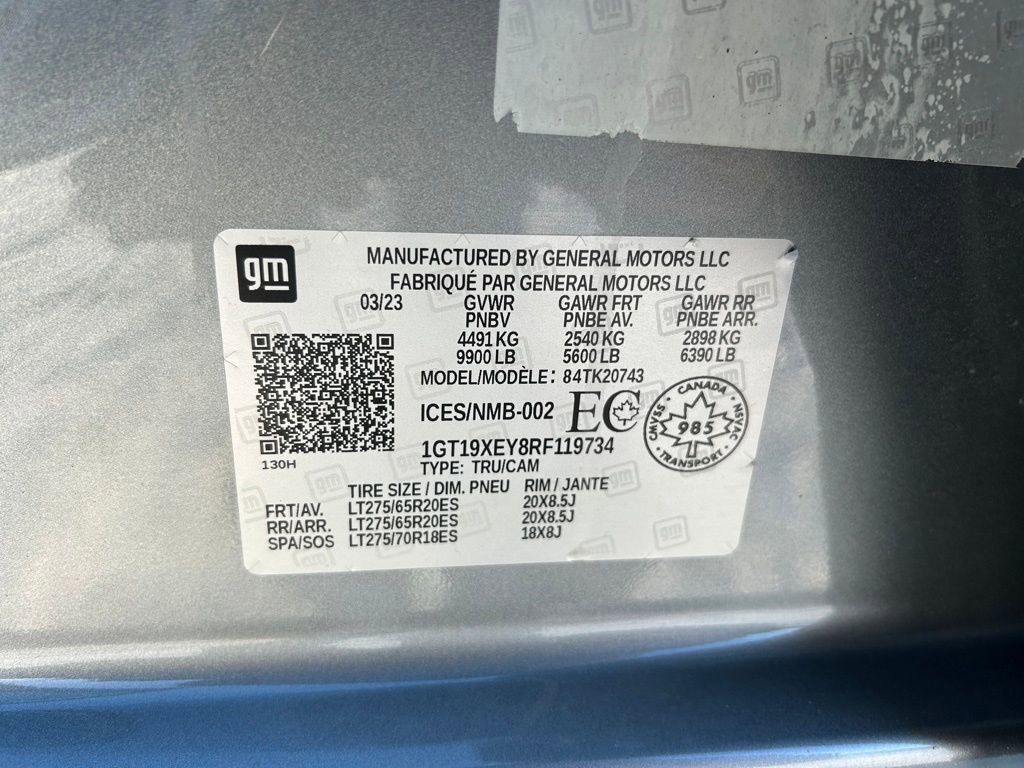 gm
MANUFACTURED BY GENERAL MOTORS LLC
FABRIQUÉ PAR GENERAL MOTORS LLC
03/23 GVWR GAWR FRT GAWR RR
PNBV PNBE AV. PNBE ARR.
4491 KG 2540 KG 2898 KG
9900 LB 5600 LB 6390 LB
MODEL/MODÈLE: 84TK20743
ICES/NMB-002 EC
CANADA
CMVSS 985 NSVAC
TRANSPORT
1GT19XEY8RF119734
130H
TYPE: TRU/CAM
TIRE SIZE / DIM. PNEU RIM / JANTE
FRT/AV. LT275/65R20ES 20X8.5J
RR/ARR. LT275/65R20ES 20X8.5J
SPA/SOS LT275/70R18ES 18X8J